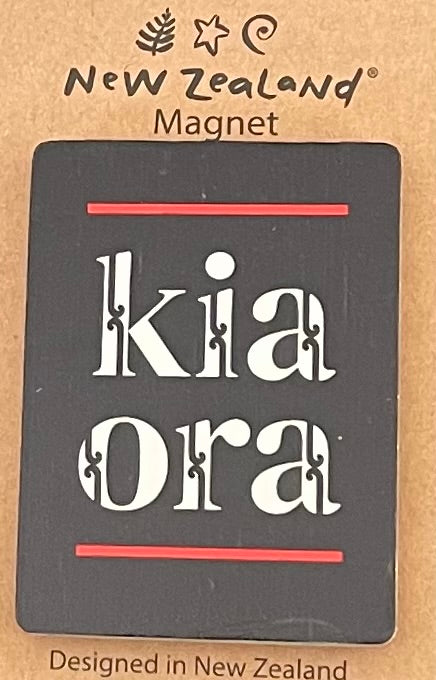 New Zealand®
Magnet
kia
ora
Designed in New Zealand